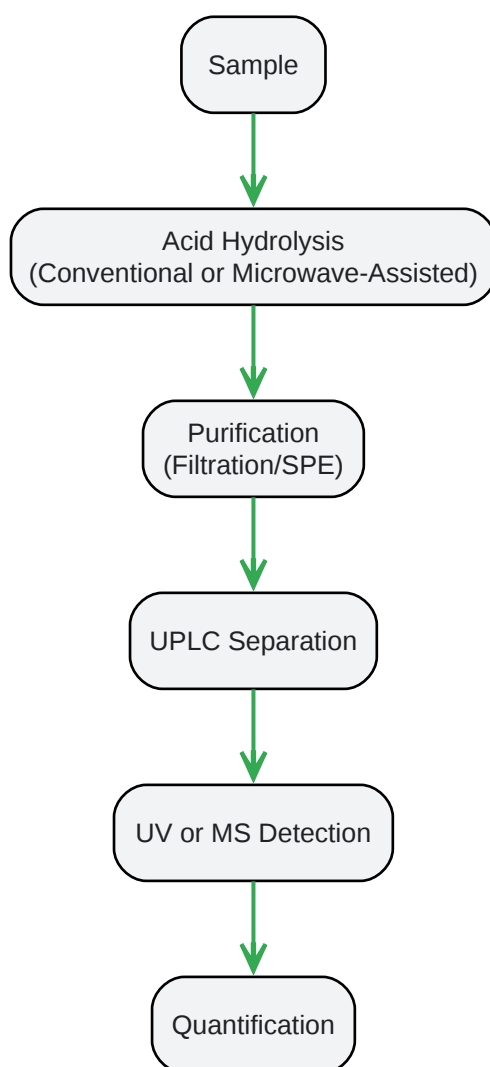 Sample
Acid Hydrolysis
(Conventional or Microwave-Assisted)
Purification
(Filtration/SPE)
UPLC Separation
UV or MS Detection
Quantification